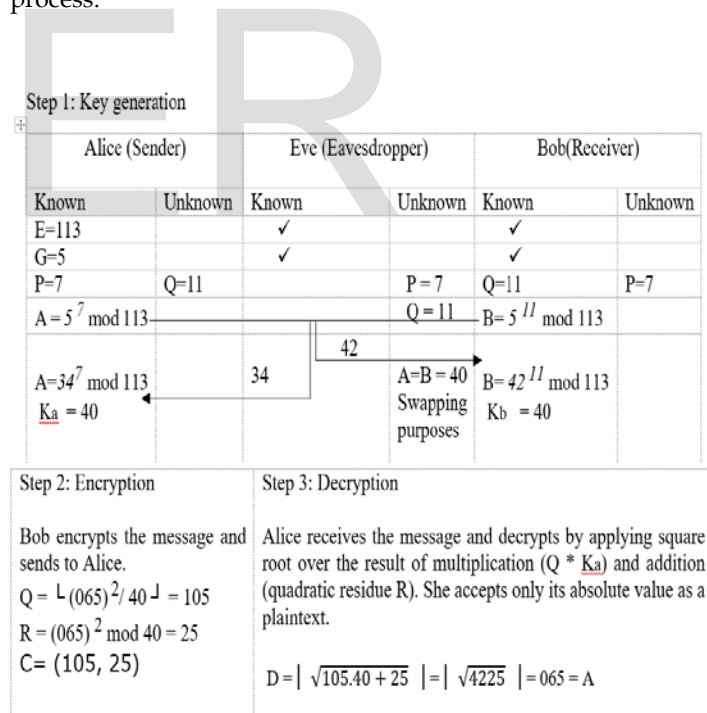 process.
ER
Step 1: Key generation
Alice (Sender) Eve (Eavesdropper) Bob(Receiver)
Known Unknown Known Unknown Known Unknown
E=113 ✓ ✓
G=5 ✓ ✓
P=7 Q=11 P=7 Q=11 P=7
A = 5^7 mod 113 Q = 11 B= 5^11 mod 113
42
A=34^7 mod 113 34 A=B = 40 B= 42^11 mod 113
Ka = 40 Swapping Kb = 40
purposes
Step 2: Encryption
Bob encrypts the message and
sends to Alice.
Q = └(065)^2/ 40┘ = 105
R = (065)^2 mod 40 = 25
C= (105, 25)
Step 3: Decryption
Alice receives the message and decrypts by applying square
root over the result of multiplication (Q * Ka) and addition
(quadratic residue R). She accepts only its absolute value as a
plaintext.
D =| √105.40 + 25 |=| √4225 | = 065 = A